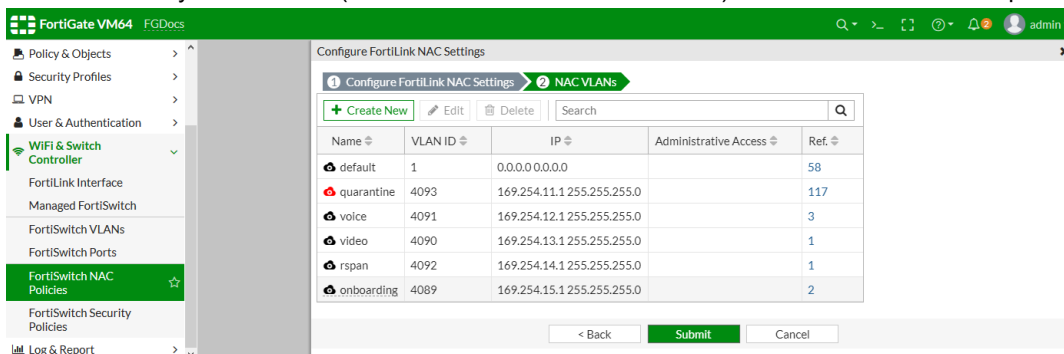 FortiGate VM64 FGDocs
admin
2
Policy & Objects
Security Profiles
VPN
User & Authentication
WiFi & Switch
Controller
FortiLink Interface
Managed FortiSwitch
FortiSwitch VLANs
FortiSwitch Ports
FortiSwitch NAC
Policies
FortiSwitch Security
Policies
Log & Report
Configure FortiLink NAC Settings
1 Configure FortiLink NAC Settings 2 NAC VLANs
+ Create New Edit Delete Search
Name VLAN ID IP Administrative Access Ref.
default 1 0.0.0.0 0.0.0.0 58
quarantine 4093 169.254.11.1 255.255.255.0 117
voice 4091 169.254.12.1 255.255.255.0 3
video 4090 169.254.13.1 255.255.255.0 1
rspan 4092 169.254.14.1 255.255.255.0 1
onboarding 4089 169.254.15.1 255.255.255.0 2
< Back Submit Cancel